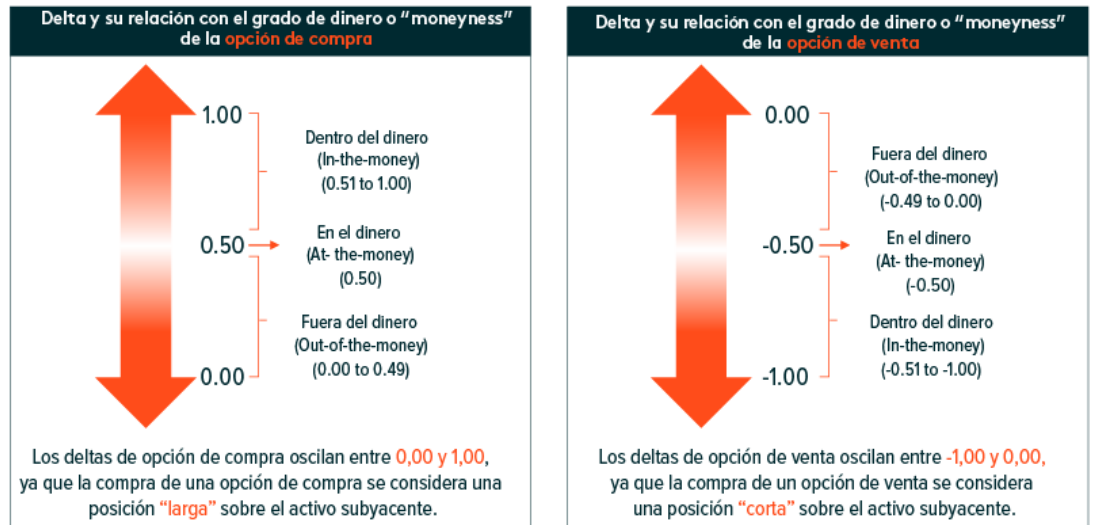 Delta y su relación con el grado de dinero o “moneyness”
de la opción de compra
1.00
Dentro del dinero
(In-the-money)
(0.51 to 1.00)
0.50
En el dinero
(At- the-money)
(0.50)
Fuera del dinero
(Out-of-the-money)
(0.00 to 0.49)
0.00
Los deltas de opción de compra oscilan entre 0,00 y 1,00,
ya que la compra de una opción de compra se considera una
posición “larga” sobre el activo subyacente.
Delta y su relación con el grado de dinero o “moneyness”
de la opción de venta
0.00
Fuera del dinero
(Out-of-the-money)
(-0.49 to 0.00)
-0.50
En el dinero
(At- the-money)
(-0.50)
Dentro del dinero
(In-the-money)
(-0.51 to -1.00)
-1.00
Los deltas de opción de venta oscilan entre -1,00 y 0,00,
ya que la compra de un opción de venta se considera
una posición “corta” sobre el activo subyacente.